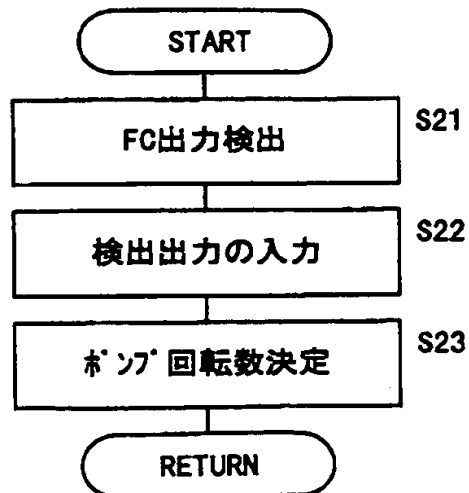 START
FC出力検出
S21
検出出力の入力
S22
ﾎﾟﾝﾌﾟ回転数決定
S23
RETURN